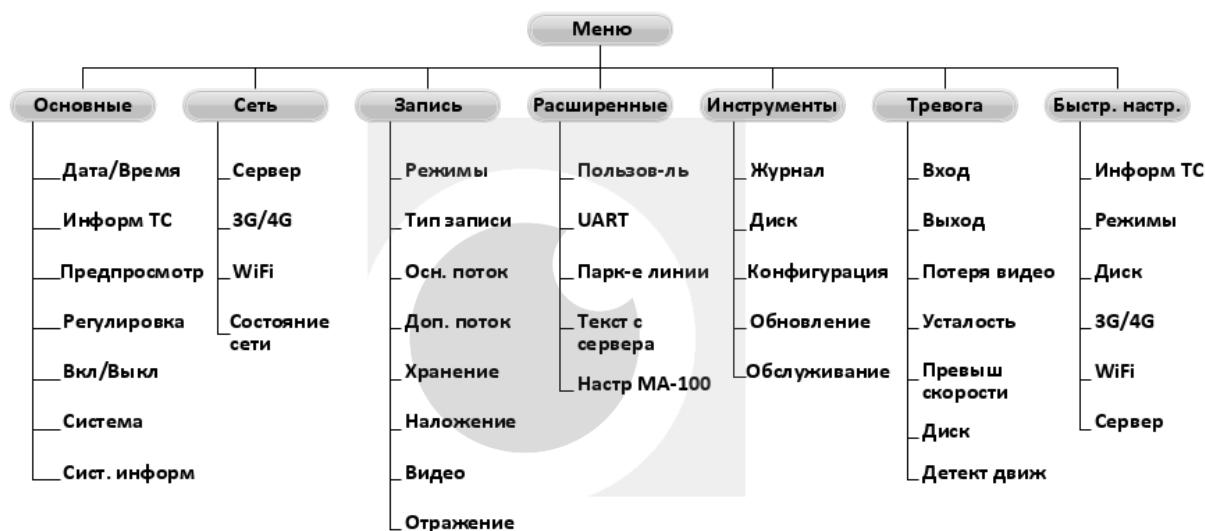 Меню
Основные
Дата/Время
Информ ТС
Предпросмотр
Регулировка
Вкл/Выкл
Система
Сист. информ
Сеть
Сервер
3G/4G
WiFi
Состояние
сети
Запись
Режимы
Тип записи
Осн. поток
Доп. поток
Хранение
Наложение
Видео
Отражение
Расширенные
Пользов-ль
UART
Парк-е линии
Текст с
сервера
Настр МА-100
Инструменты
Журнал
Диск
Конфигурация
Обновление
Обслуживание
Тревога
Вход
Выход
Потеря видео
Усталость
Превыш
скорости
Диск
Детект движ
Быстр. настр.
Информ ТС
Режимы
Диск
3G/4G
WiFi
Сервер